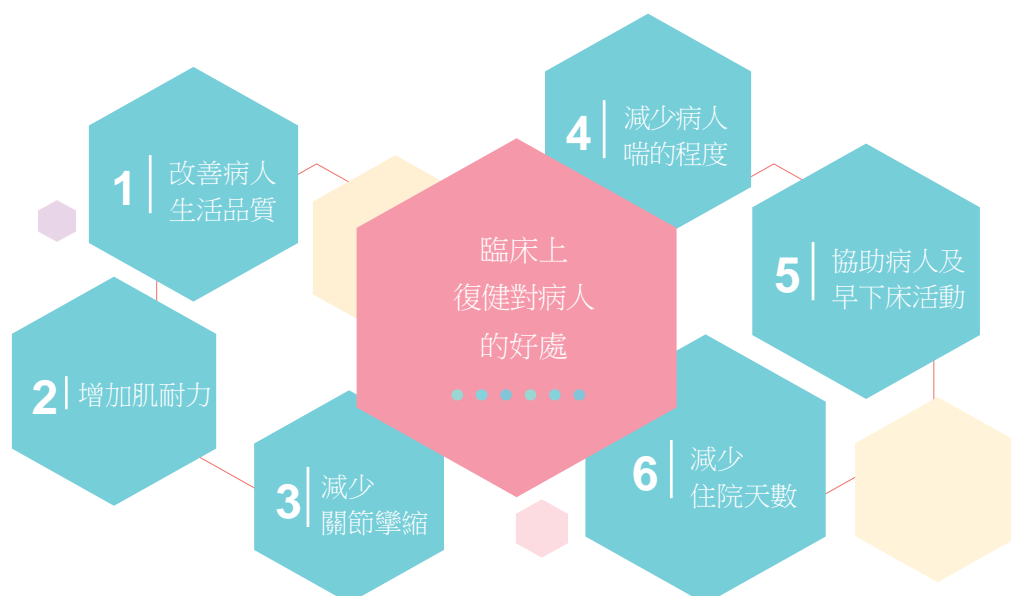 臨床上
復健對病人
的好處
1
改善病人
生活品質
2
增加肌耐力
3
減少
關節攣縮
4
減少病人
喘的程度
5
協助病人及
早下床活動
6
減少
住院天數